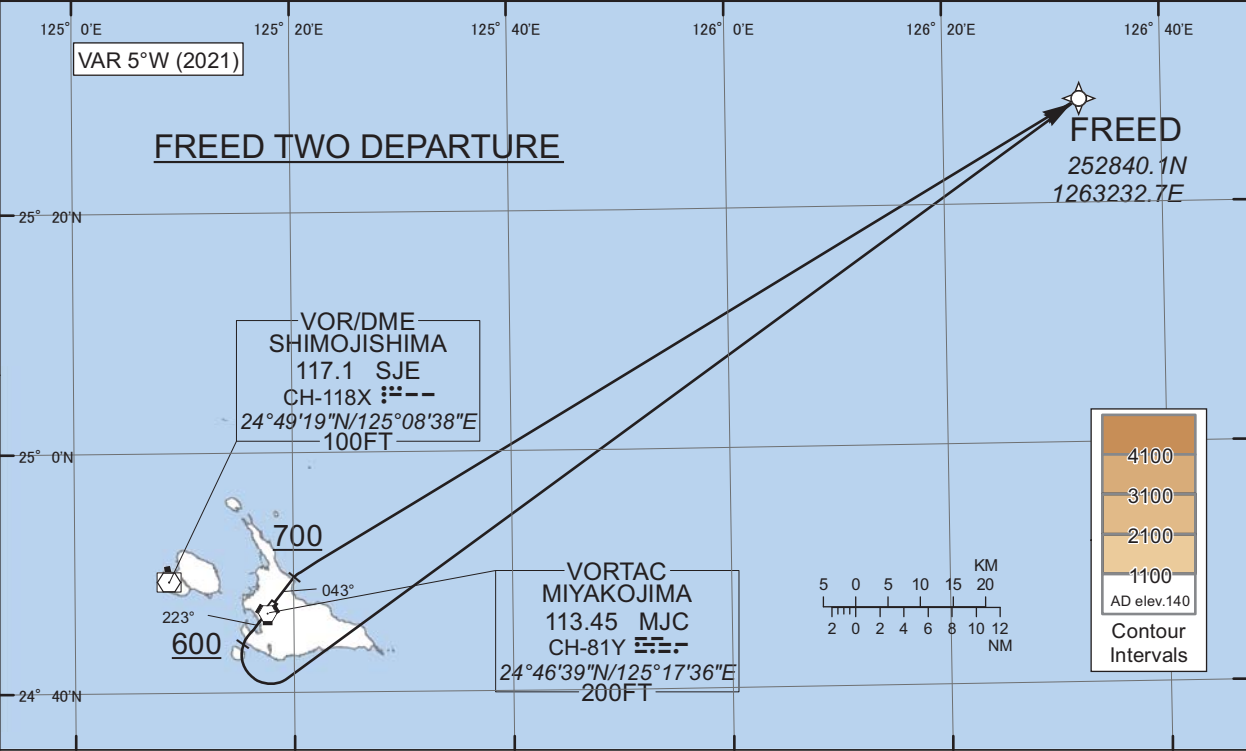 125° 0'E
125° 20'E
125° 40'E
126° 0'E
126° 20'E
126° 40'E
VAR 5°W (2021)
FREED TWO DEPARTURE
FREED
252840.1N
1263232.7E
25° 20'N
VOR/DME
SHIMOJISHIMA
117.1 SJE
CH-118X
24°49'19"N/125°08'38"E
100FT
25° 0'N
700
043°
223°
600
VORTAC
MIYAKOJIMA
113.45 MJC
CH-81Y
24°46'39"N/125°17'36"E
200FT
24° 40'N
KM
5 0 5 10 15 20
2 0 2 4 6 8 10 12
NM
4100
3100
2100
1100
AD elev.140
Contour
Intervals